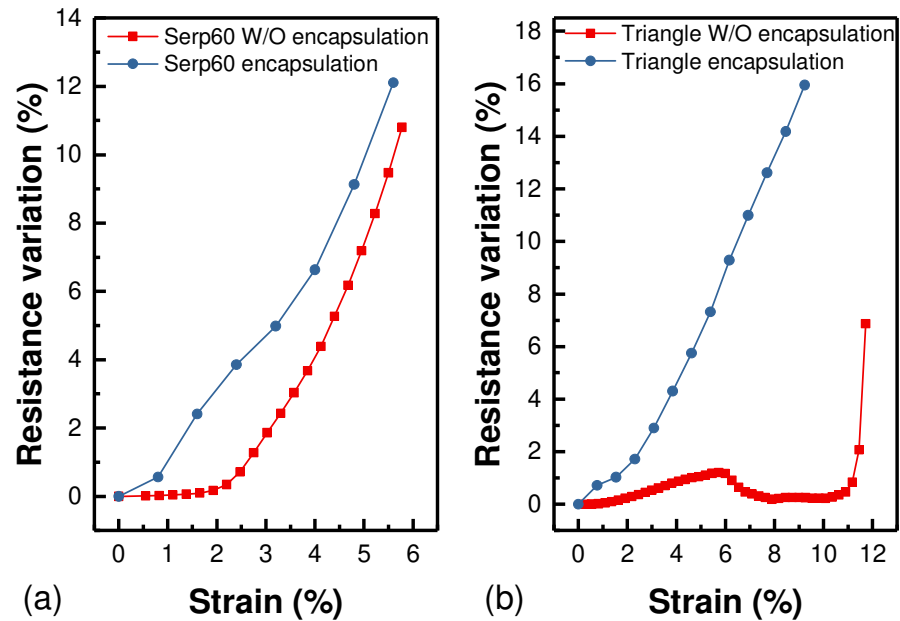 14
12
10
8
6
4
2
0
Resistance variation (%)
Serp60 W/O encapsulation
Serp60 encapsulation
0 1 2 3 4 5 6
(a) Strain (%)
18
16
14
12
10
8
6
4
2
0
Resistance variation (%)
Triangle W/O encapsulation
Triangle encapsulation
0 2 4 6 8 10 12
(b) Strain (%)